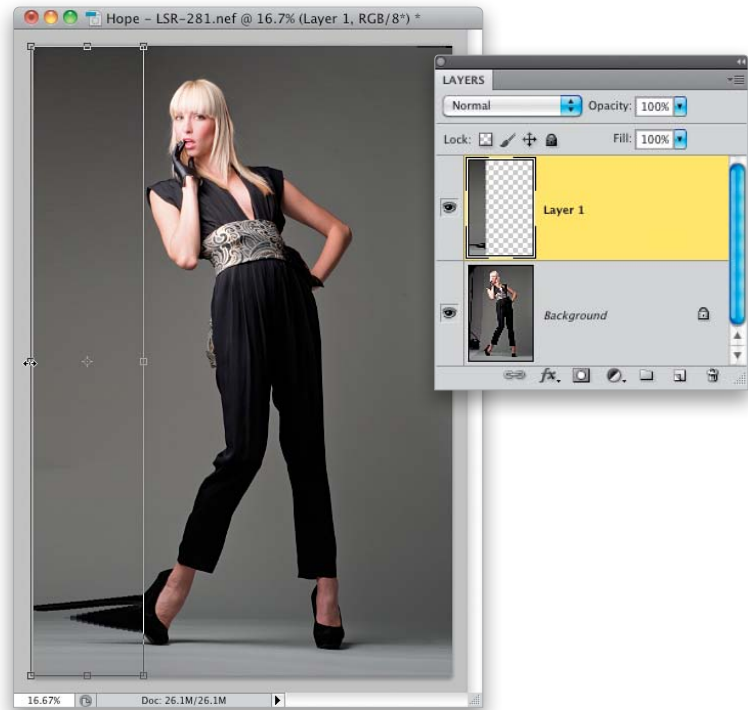 Hope – LSR-281.nef @ 16.7% (Layer 1, RGB/8*) *
LAYERS
Normal Opacity: 100%
Lock: Fill: 100%
Layer 1
Background
fx.
16.67% Doc: 26.1M/26.1M